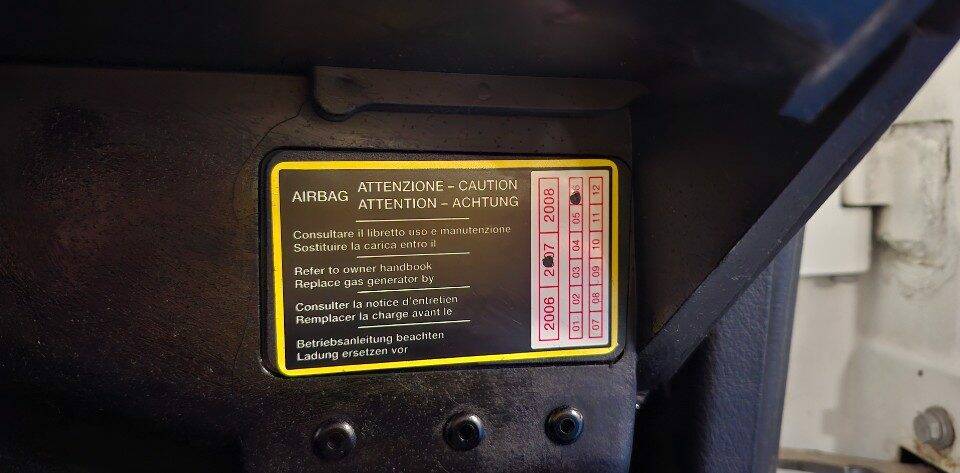 AIRBAG ATTENZIONE - CAUTION
ATTENTION - ACHTUNG
Consultare il libretto uso e manutenzione
Sostituire la carica entro il
Refer to owner handbook
Replace gas generator by
Consulter la notice d'entretien
Remplacer la charge avant le
Betriebsanleitung beachten
Ladung ersetzen vor
2006 2007 2008
01 02 03 04 05 06
07 08 09 10 11 12